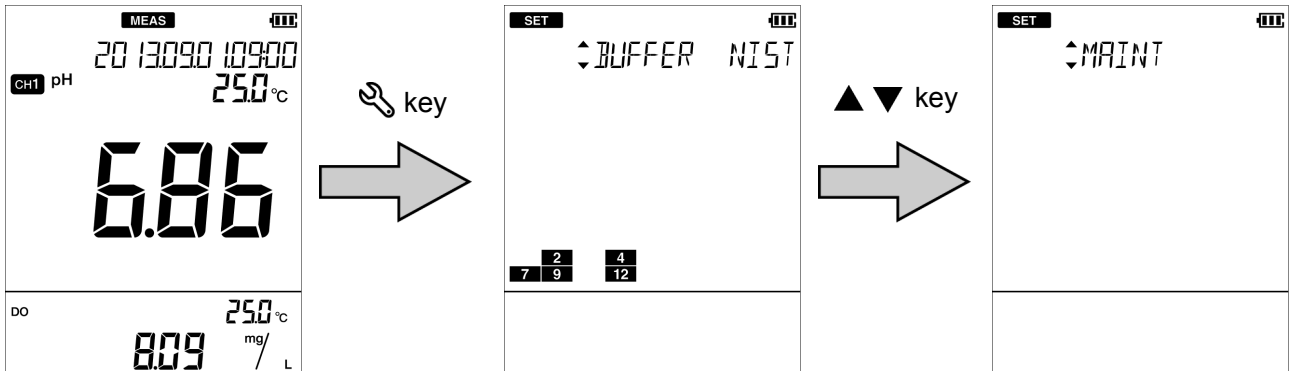 MEAS
2013.09.01.09:00
CH1 pH
25.0 °C
6.86
DO
25.0 °C
8.09 mg/L
key
SET
BUFFER NIST
2 4
7 9 12
▲ ▼ key
SET
MAINT